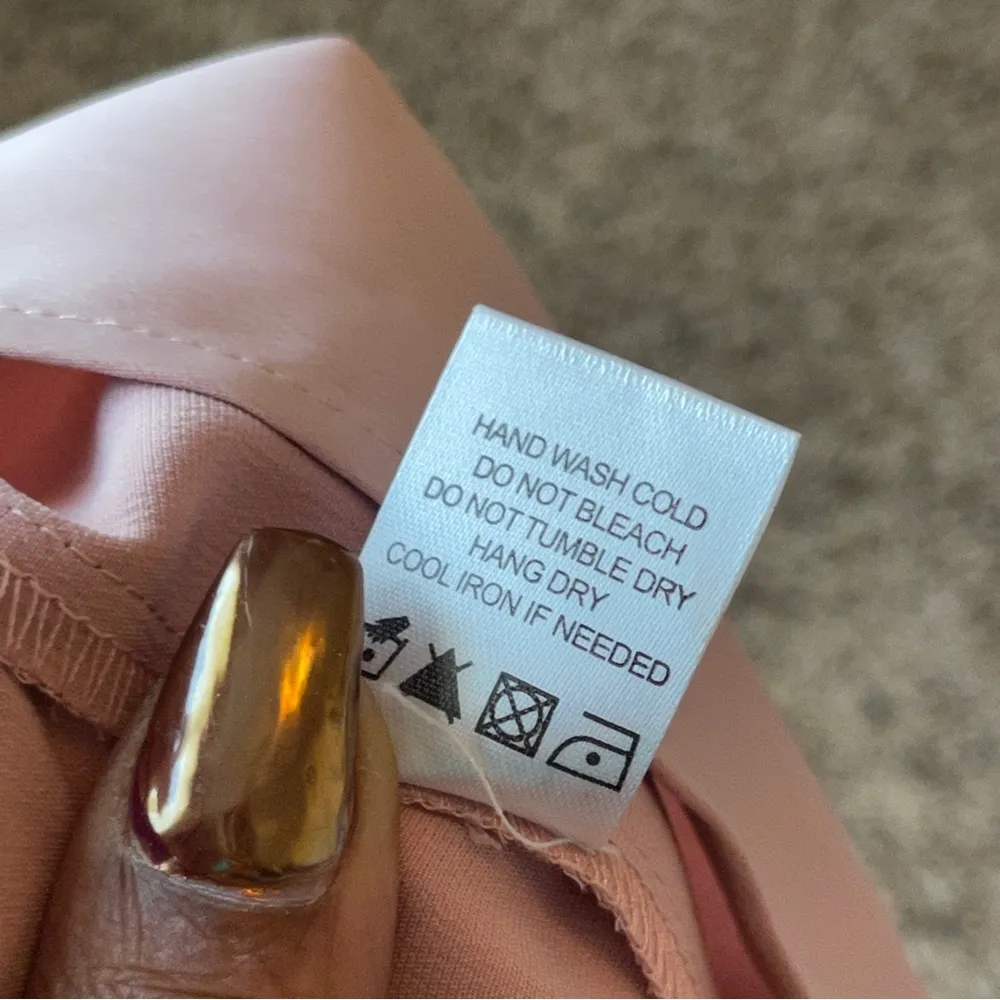 HAND WASH COLD
DO NOT BLEACH
DO NOT TUMBLE DRY
HANG DRY
COOL IRON IF NEEDED